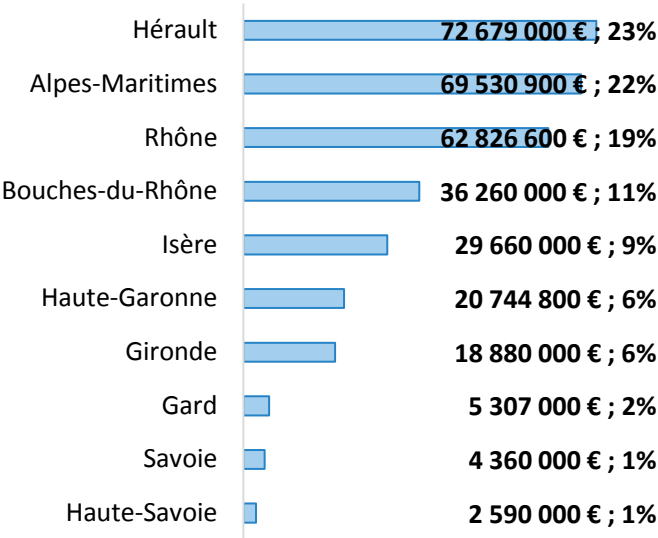 Hérault 72 679 000 € ; 23%
Alpes-Maritimes 69 530 900 € ; 22%
Rhône 62 826 600 € ; 19%
Bouches-du-Rhône 36 260 000 € ; 11%
Isère 29 660 000 € ; 9%
Haute-Garonne 20 744 800 € ; 6%
Gironde 18 880 000 € ; 6%
Gard 5 307 000 € ; 2%
Savoie 4 360 000 € ; 1%
Haute-Savoie 2 590 000 € ; 1%